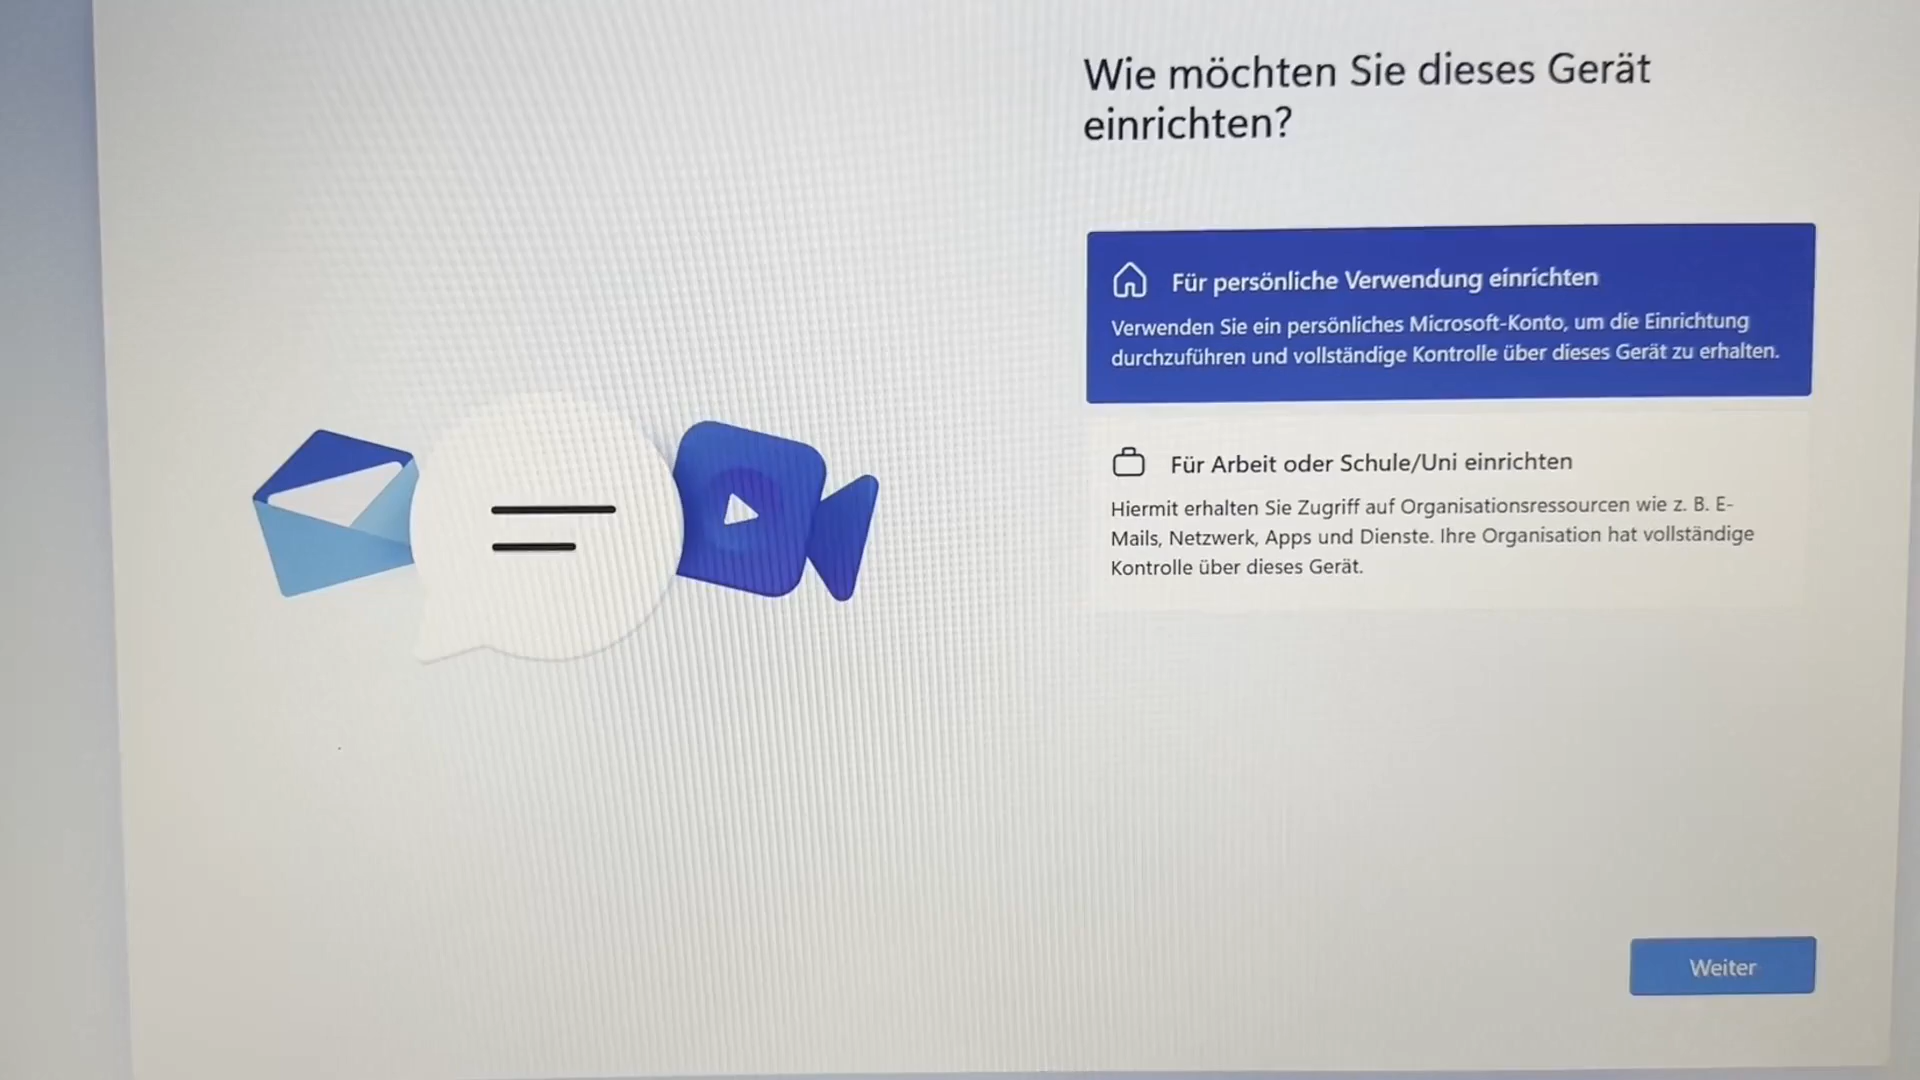 Wie möchten Sie dieses Gerät
einrichten?
Für persönliche Verwendung einrichten
Verwenden Sie ein persönliches Microsoft-Konto, um die Einrichtung
durchzuführen und vollständige Kontrolle über dieses Gerät zu erhalten.
Für Arbeit oder Schule/Uni einrichten
Hiermit erhalten Sie Zugriff auf Organisationsressourcen wie z. B. E-
Mails, Netzwerk, Apps und Dienste. Ihre Organisation hat vollständige
Kontrolle über dieses Gerät.
Weiter